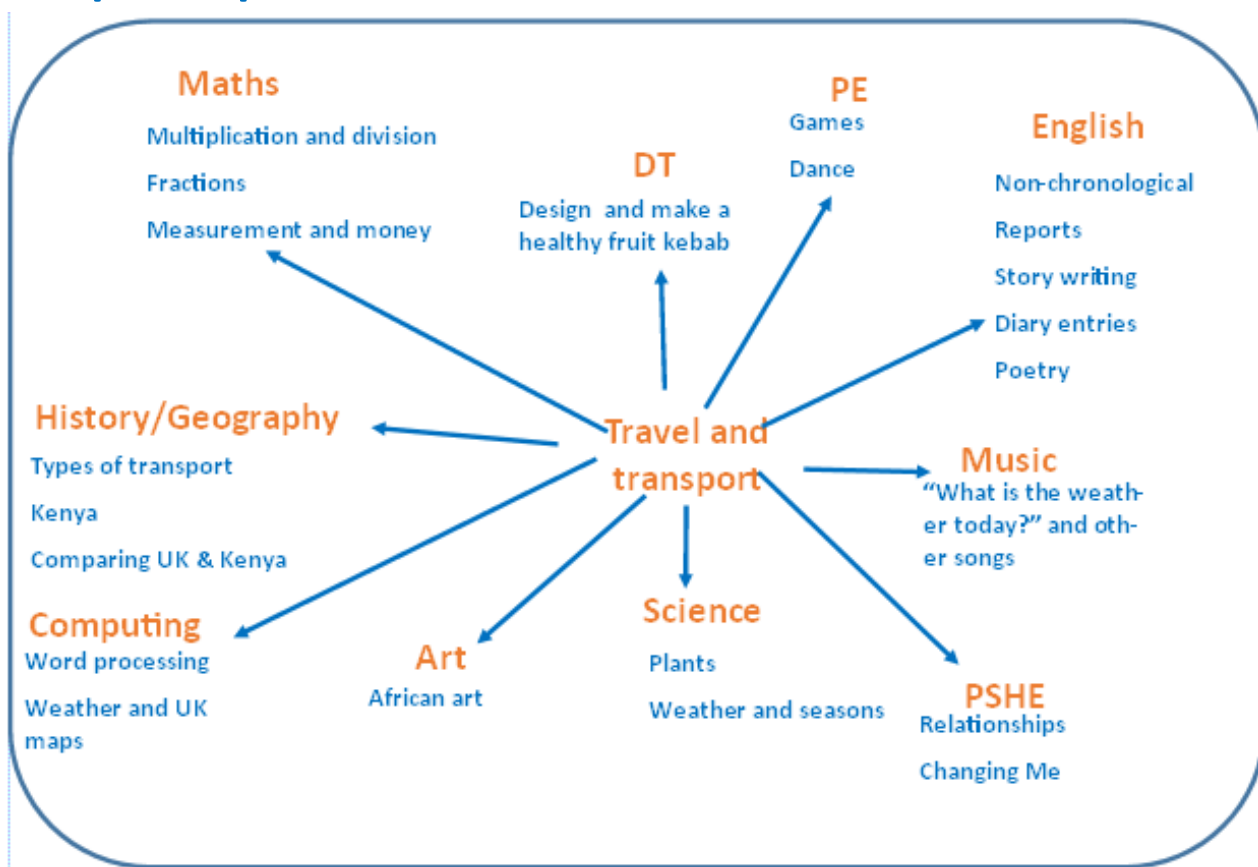 Maths
Multiplication and division
Fractions
Measurement and money
DT
Design and make a
healthy fruit kebab
PE
Games
Dance
English
Non-chronological
Reports
Story writing
Diary entries
Poetry
History/Geography
Types of transport
Kenya
Comparing UK & Kenya
Travel and
transport
Music
“What is the weath-
er today?” and oth-
er songs
Computing
Word processing
Weather and UK
maps
Art
African art
Science
Plants
Weather and seasons
PSHE
Relationships
Changing Me